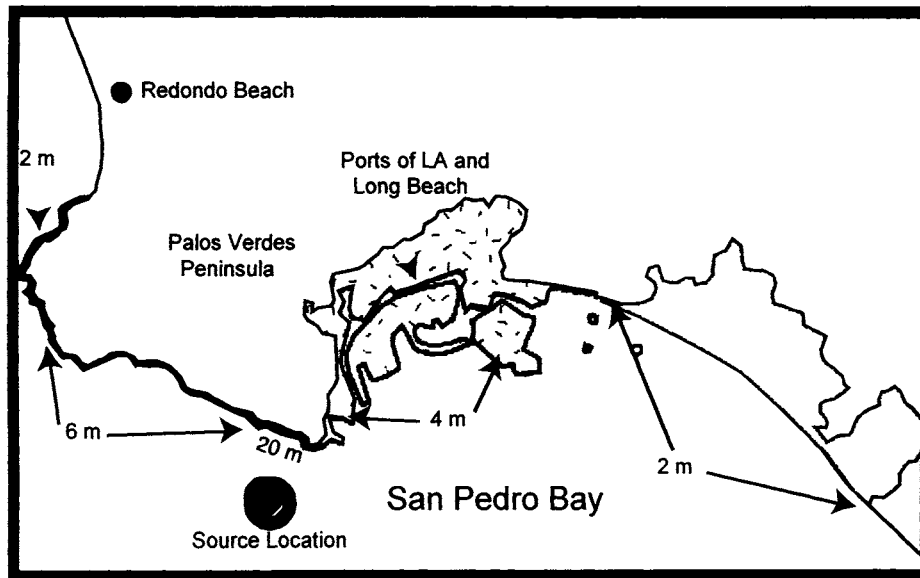 Redondo Beach
2 m
Ports of LA and
Long Beach
Palos Verdes
Peninsula
4 m
6 m
20 m
2 m
San Pedro Bay
Source Location